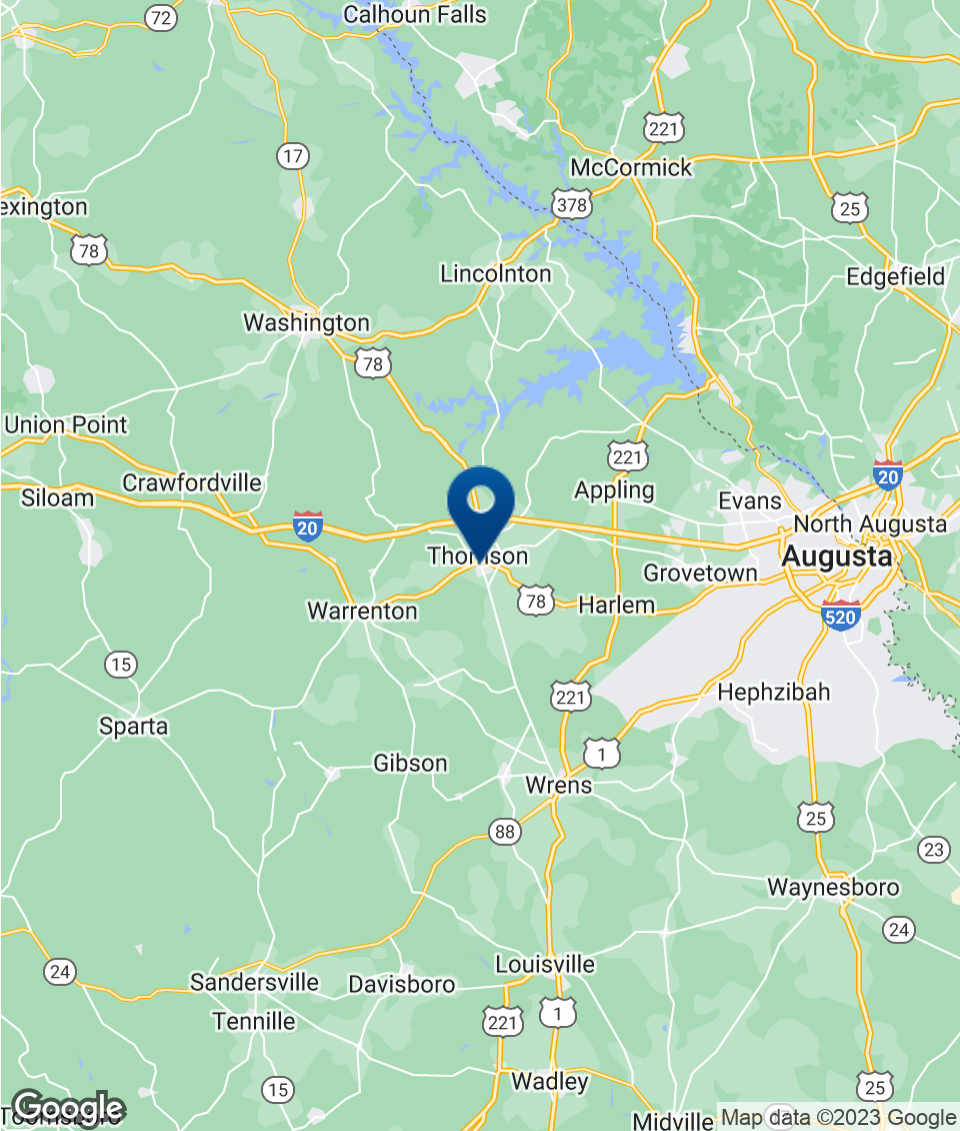 Calhoun Falls
72
221
17
McCormick
exington
378
25
78
Lincolnton
Edgefield
Washington
78
Union Point
221
20
Crawfordville
Siloam
Appling
Evans
20
North Augusta
Thomson
Augusta
Grovetown
78
Harlem
Warrenton
520
15
221
Hephzibah
Sparta
1
Gibson
Wrens
88
25
23
Waynesboro
24
24
Louisville
Sandersville
Davisboro
Tennille
221
1
Wadley
15
25
Google
Midville
Map data ©2023 Google